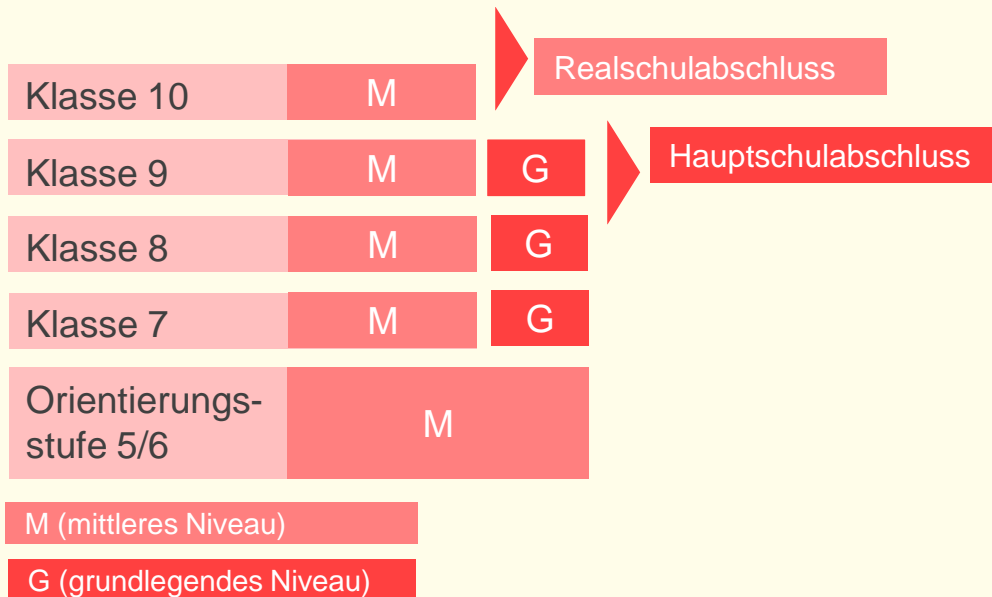 Realschulabschluss
Klasse 10
M
Hauptschulabschluss
Klasse 9
M
G
Klasse 8
M
G
Klasse 7
M
G
Orientierungs-
stufe 5/6
M
M (mittleres Niveau)
G (grundlegendes Niveau)